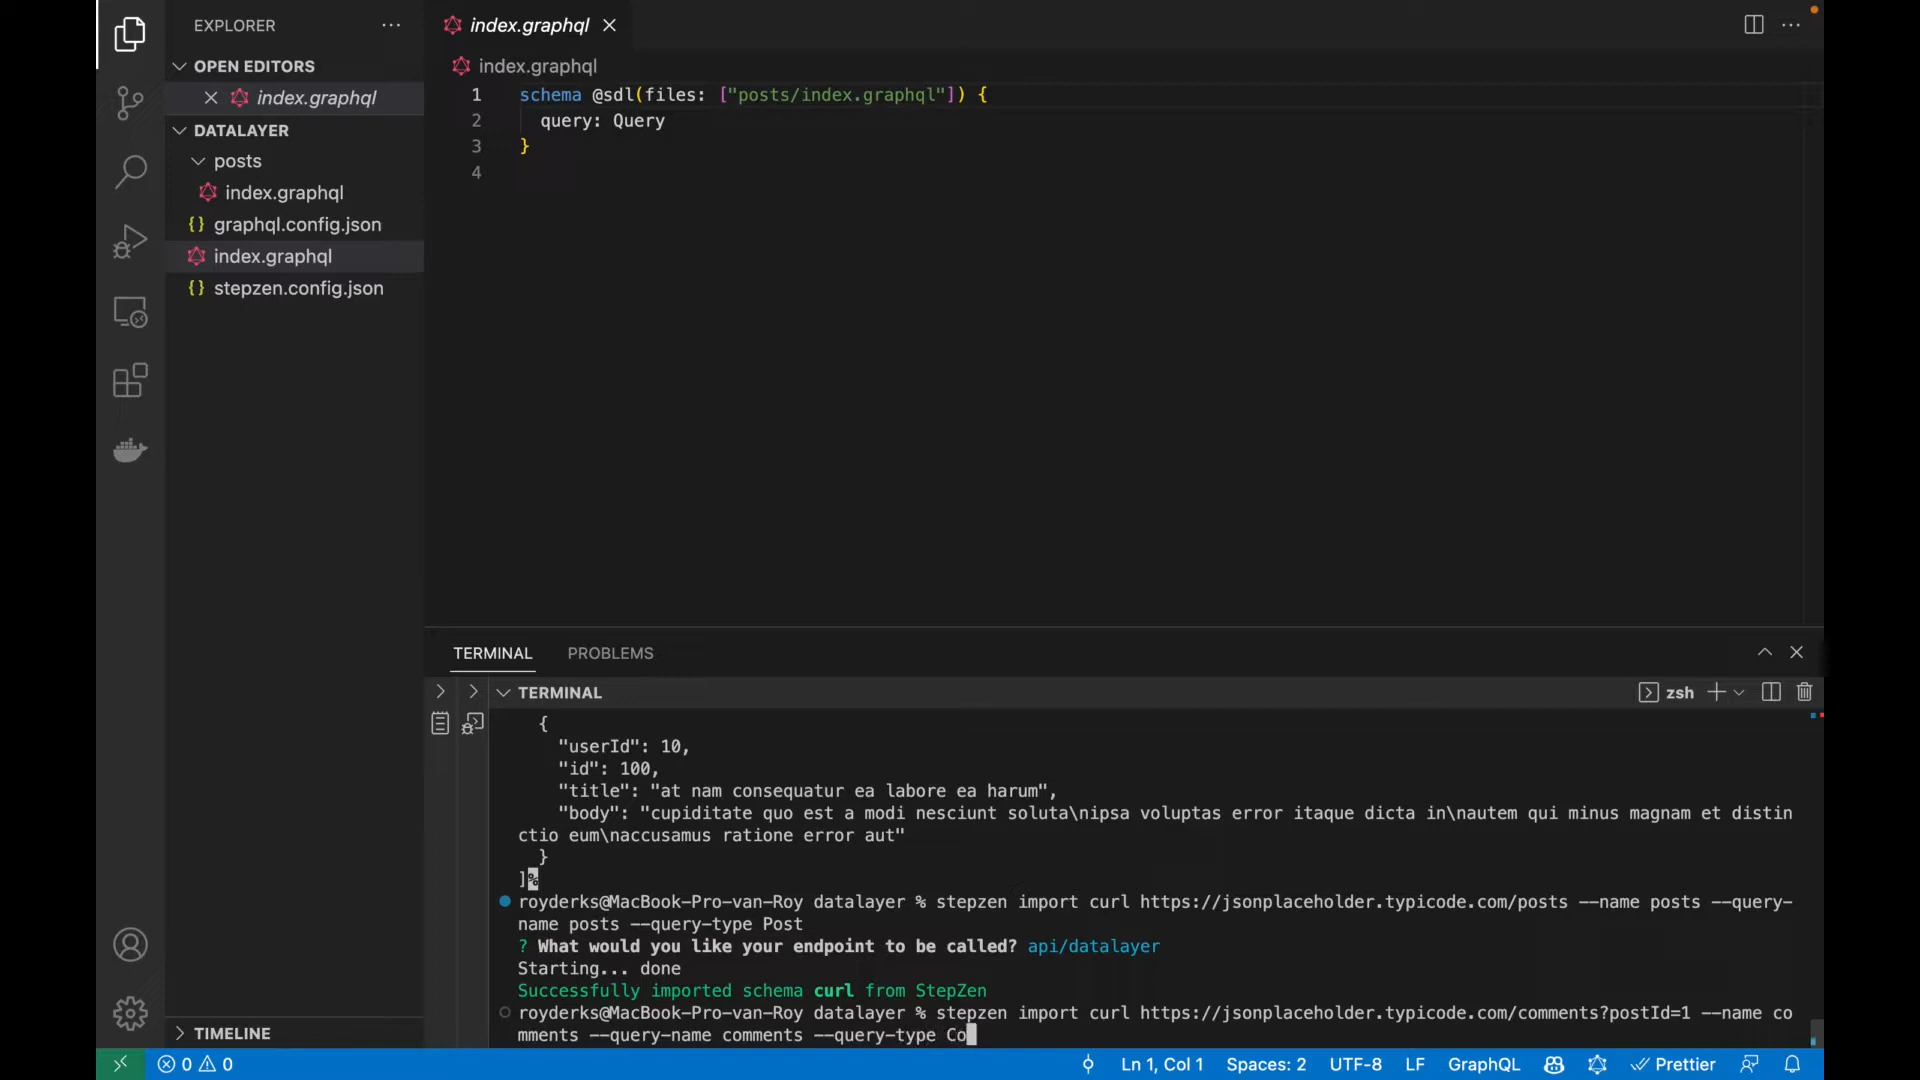 EXPLORER
OPEN EDITORS
index.graphql
DATALAYER
posts
index.graphql
graphql.config.json
index.graphql
stepzen.config.json
TIMELINE
index.graphql
index.graphql
1 schema @sdl(files: ["posts/index.graphql"]) {
2 query: Query
3 }
4
TERMINAL PROBLEMS
TERMINAL
zsh
{
"userId": 10,
"id": 100,
"title": "at nam consequatur ea labore ea harum",
"body": "cupiditate quo est a modi nesciunt soluta\nipsa voluptas error itaque dicta in\nautem qui minus magnam et distin
ctio eum\naccusamus ratione error aut"
}
]%
royderks@MacBook-Pro-van-Roy datalayer % stepzen import curl https://jsonplaceholder.typicode.com/posts --name posts --query-
name posts --query-type Post
? What would you like your endpoint to be called? api/datalayer
Starting... done
Successfully imported schema curl from StepZen
royderks@MacBook-Pro-van-Roy datalayer % stepzen import curl https://jsonplaceholder.typicode.com/comments?postId=1 --name co
mments --query-name comments --query-type Co
0 0
Ln 1, Col 1 Spaces: 2 UTF-8 LF GraphQL Prettier